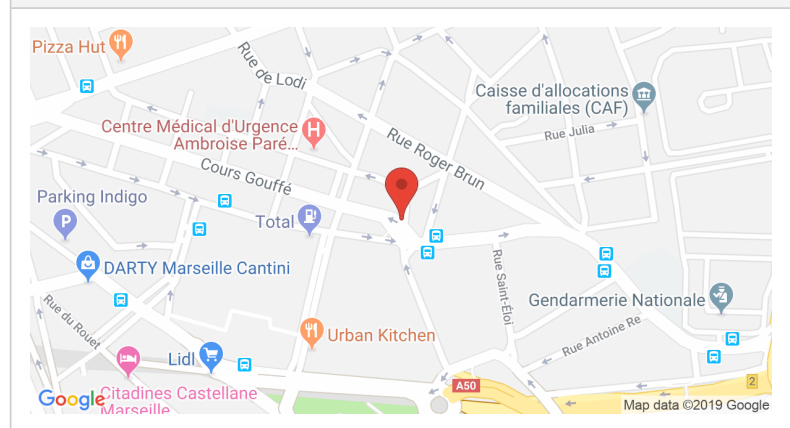 Pizza Hut
Rue de Lodi
Caisse d'allocations
familiales (CAF)
Centre Médical d'Urgence
Ambroise Paré...
Rue Julia
Rue Roger Brun
Cours Gouffé
Parking Indigo
P
Total
DARTY Marseille Cantini
Rue Saint-Éloi
Gendarmerie Nationale
Rue du Rouet
Urban Kitchen
Rue Antoine Re
Lidl
A50
2
Citadines Castellane
Marseille
Google
Map data ©2019 Google
H